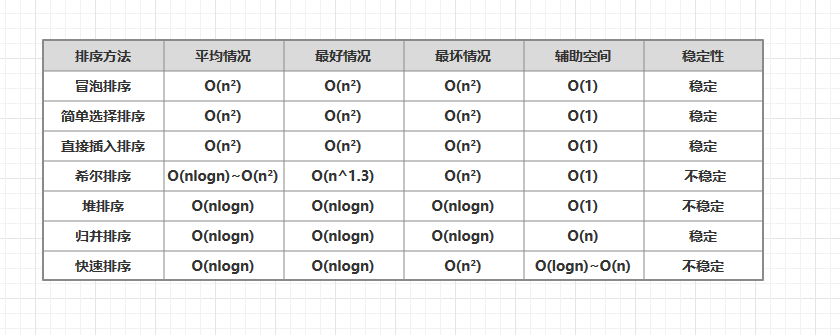 排序方法 平均情况 最好情况 最坏情况 辅助空间 稳定性
冒泡排序 O(n²) O(n²) O(n²) O(1) 稳定
简单选择排序 O(n²) O(n²) O(n²) O(1) 稳定
直接插入排序 O(n²) O(n²) O(n²) O(1) 稳定
希尔排序 O(nlogn)~O(n²) O(n^1.3) O(n²) O(1) 不稳定
堆排序 O(nlogn) O(nlogn) O(nlogn) O(1) 不稳定
归并排序 O(nlogn) O(nlogn) O(nlogn) O(n) 稳定
快速排序 O(nlogn) O(nlogn) O(n²) O(logn)~O(n) 不稳定